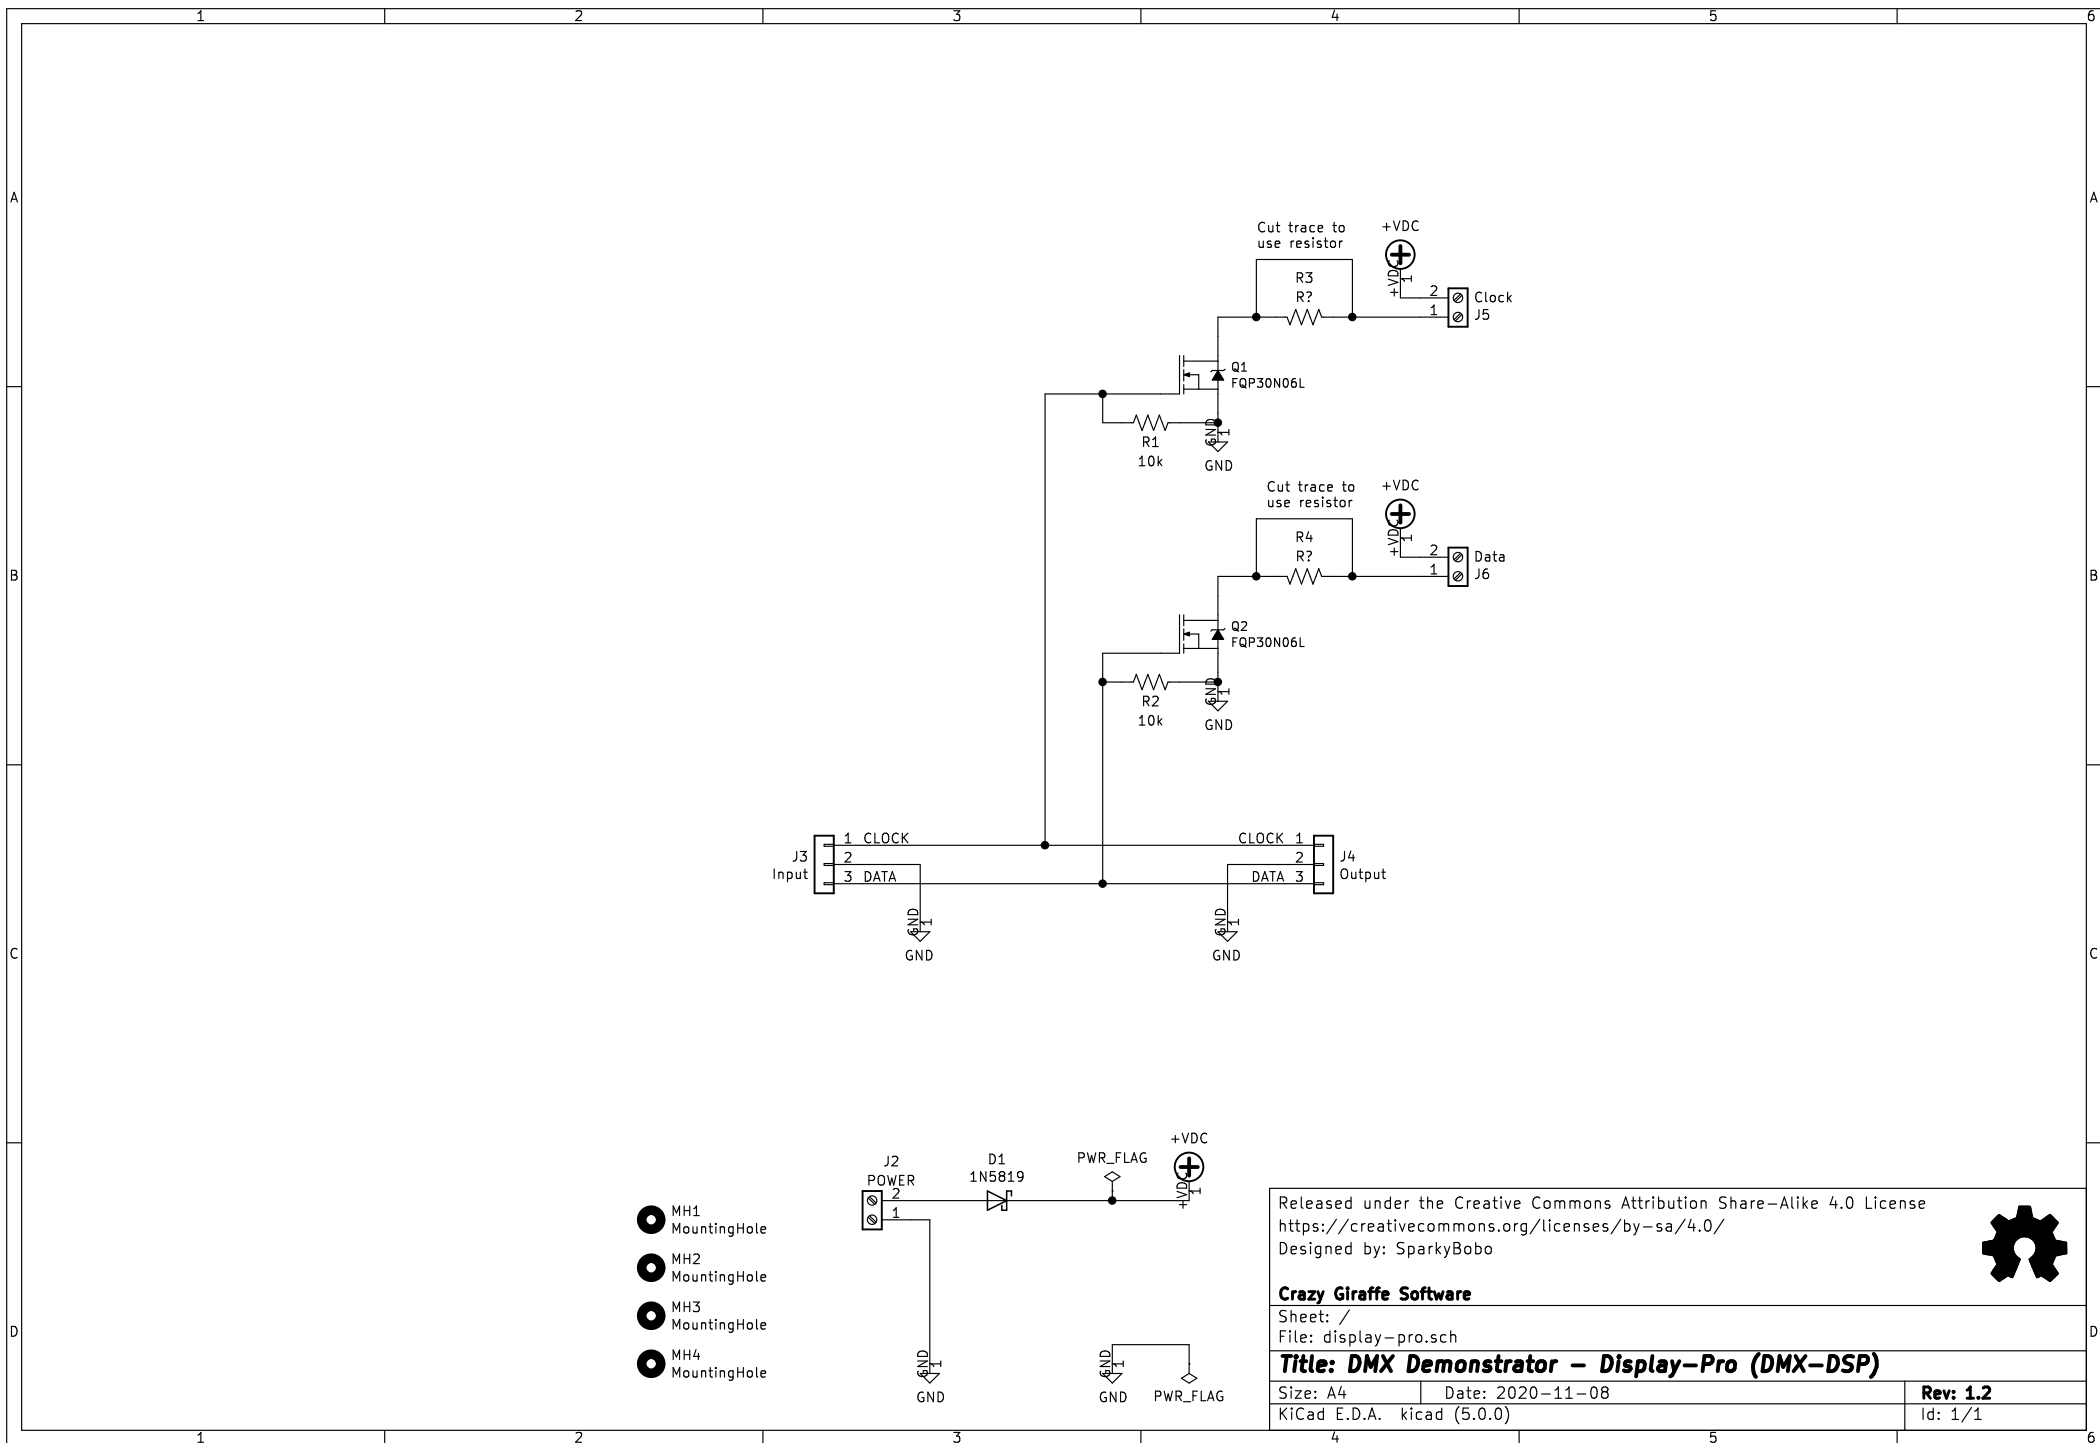 1 2 3 4 5 6
A A
B B
C C
D D
Cut trace to
use resistor
+VDC
+VDC
1
R3
R?
2
1
Clock
J5
Q1
FQP30N06L
R1
10k
GND
1
GND
Cut trace to
use resistor
+VDC
+VDC
1
R4
R?
2
1
Data
J6
Q2
FQP30N06L
R2
10k
GND
1
GND
J3
Input
1 CLOCK
2
3 DATA
CLOCK 1
2
DATA 3
J4
Output
GND
1
GND
GND
1
GND
J2
POWER
2
1
D1
1N5819
PWR_FLAG
+VDC
+VDC
1
GND
1
GND
GND
1
GND
PWR_FLAG
MH1
MountingHole
MH2
MountingHole
MH3
MountingHole
MH4
MountingHole
Released under the Creative Commons Attribution Share-Alike 4.0 License
https://creativecommons.org/licenses/by-sa/4.0/
Designed by: SparkyBobo
Crazy Giraffe Software
Sheet: /
File: display-pro.sch
Title: DMX Demonstrator - Display-Pro (DMX-DSP)
Size: A4 Date: 2020-11-08 Rev: 1.2
KiCad E.D.A. kicad (5.0.0) Id: 1/1
1 2 3 4 5 6